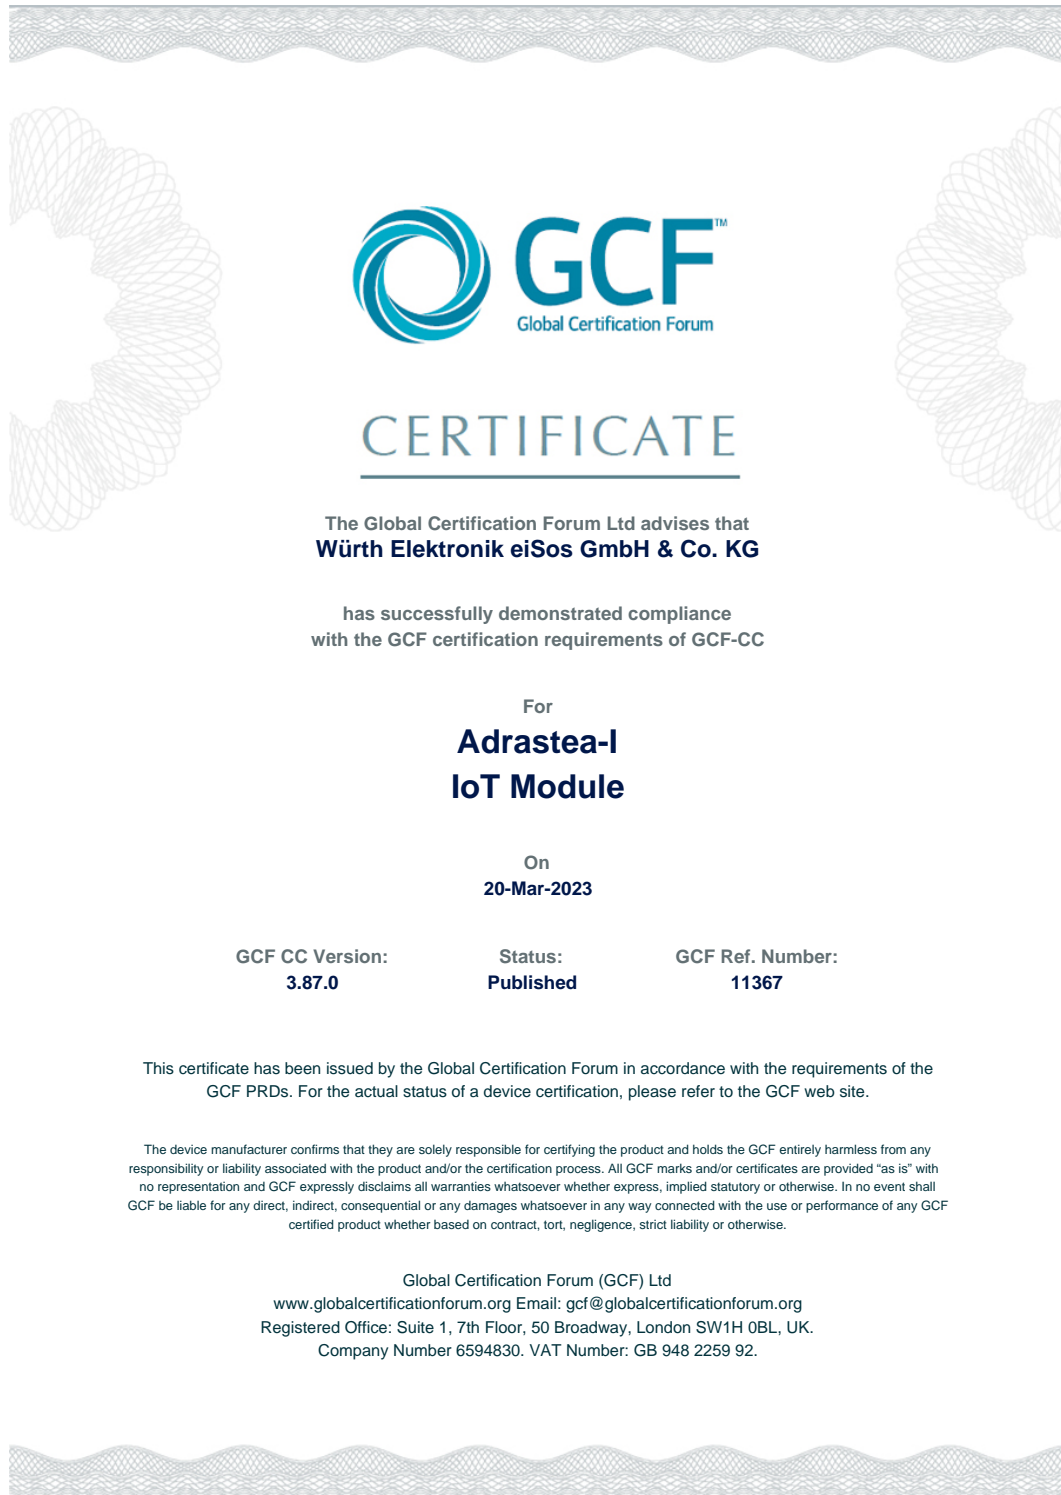 GCF™
Global Certification Forum
CERTIFICATE
The Global Certification Forum Ltd advises that
Würth Elektronik eiSos GmbH & Co. KG
has successfully demonstrated compliance
with the GCF certification requirements of GCF-CC
For
Adrastea-I
IoT Module
On
20-Mar-2023
GCF CC Version: Status: GCF Ref. Number:
3.87.0 Published 11367
This certificate has been issued by the Global Certification Forum in accordance with the requirements of the
GCF PRDs. For the actual status of a device certification, please refer to the GCF web site.
The device manufacturer confirms that they are solely responsible for certifying the product and holds the GCF entirely harmless from any
responsibility or liability associated with the product and/or the certification process. All GCF marks and/or certificates are provided “as is” with
no representation and GCF expressly disclaims all warranties whatsoever whether express, implied statutory or otherwise. In no event shall
GCF be liable for any direct, indirect, consequential or any damages whatsoever in any way connected with the use or performance of any GCF
certified product whether based on contract, tort, negligence, strict liability or otherwise.
Global Certification Forum (GCF) Ltd
www.globalcertificationforum.org Email: gcf@globalcertificationforum.org
Registered Office: Suite 1, 7th Floor, 50 Broadway, London SW1H 0BL, UK.
Company Number 6594830. VAT Number: GB 948 2259 92.